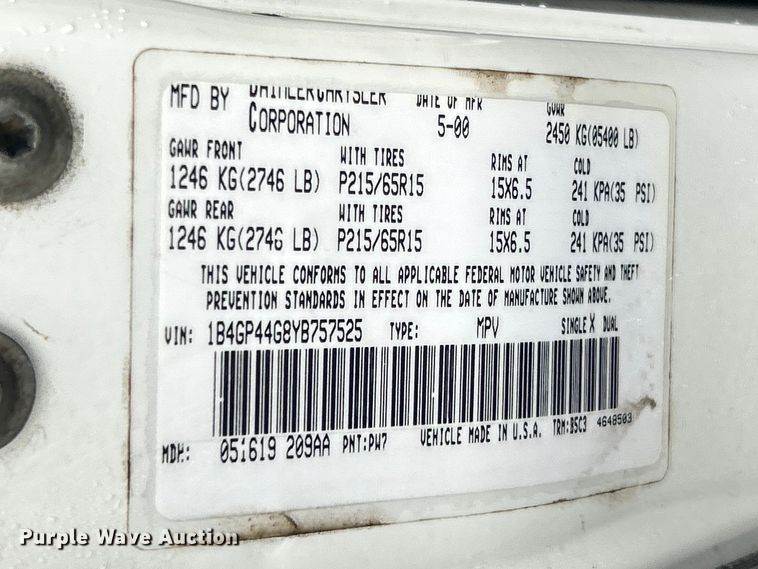 MFD BY DAIMLERCHRYSLER DATE OF MFR GVWR
CORPORATION 5-00 2450 KG(05400 LB)
GAWR FRONT WITH TIRES RIMS AT COLD
1246 KG(2746 LB) P215/65R15 15X6.5 241 KPA(35 PSI)
GAWR REAR WITH TIRES RIMS AT COLD
1246 KG(2746 LB) P215/65R15 15X6.5 241 KPA(35 PSI)
THIS VEHICLE CONFORMS TO ALL APPLICABLE FEDERAL MOTOR VEHICLE SAFETY AND THEFT
PREVENTION STANDARDS IN EFFECT ON THE DATE OF MANUFACTURE SHOWN ABOVE.
VIN: 1B4GP44G8YB757525 TYPE: MPV SINGLE X DUAL
MDH: 051619 209AA PNT:PW7 VEHICLE MADE IN U.S.A. TRM:B5C3 4648503
Purple Wave Auction